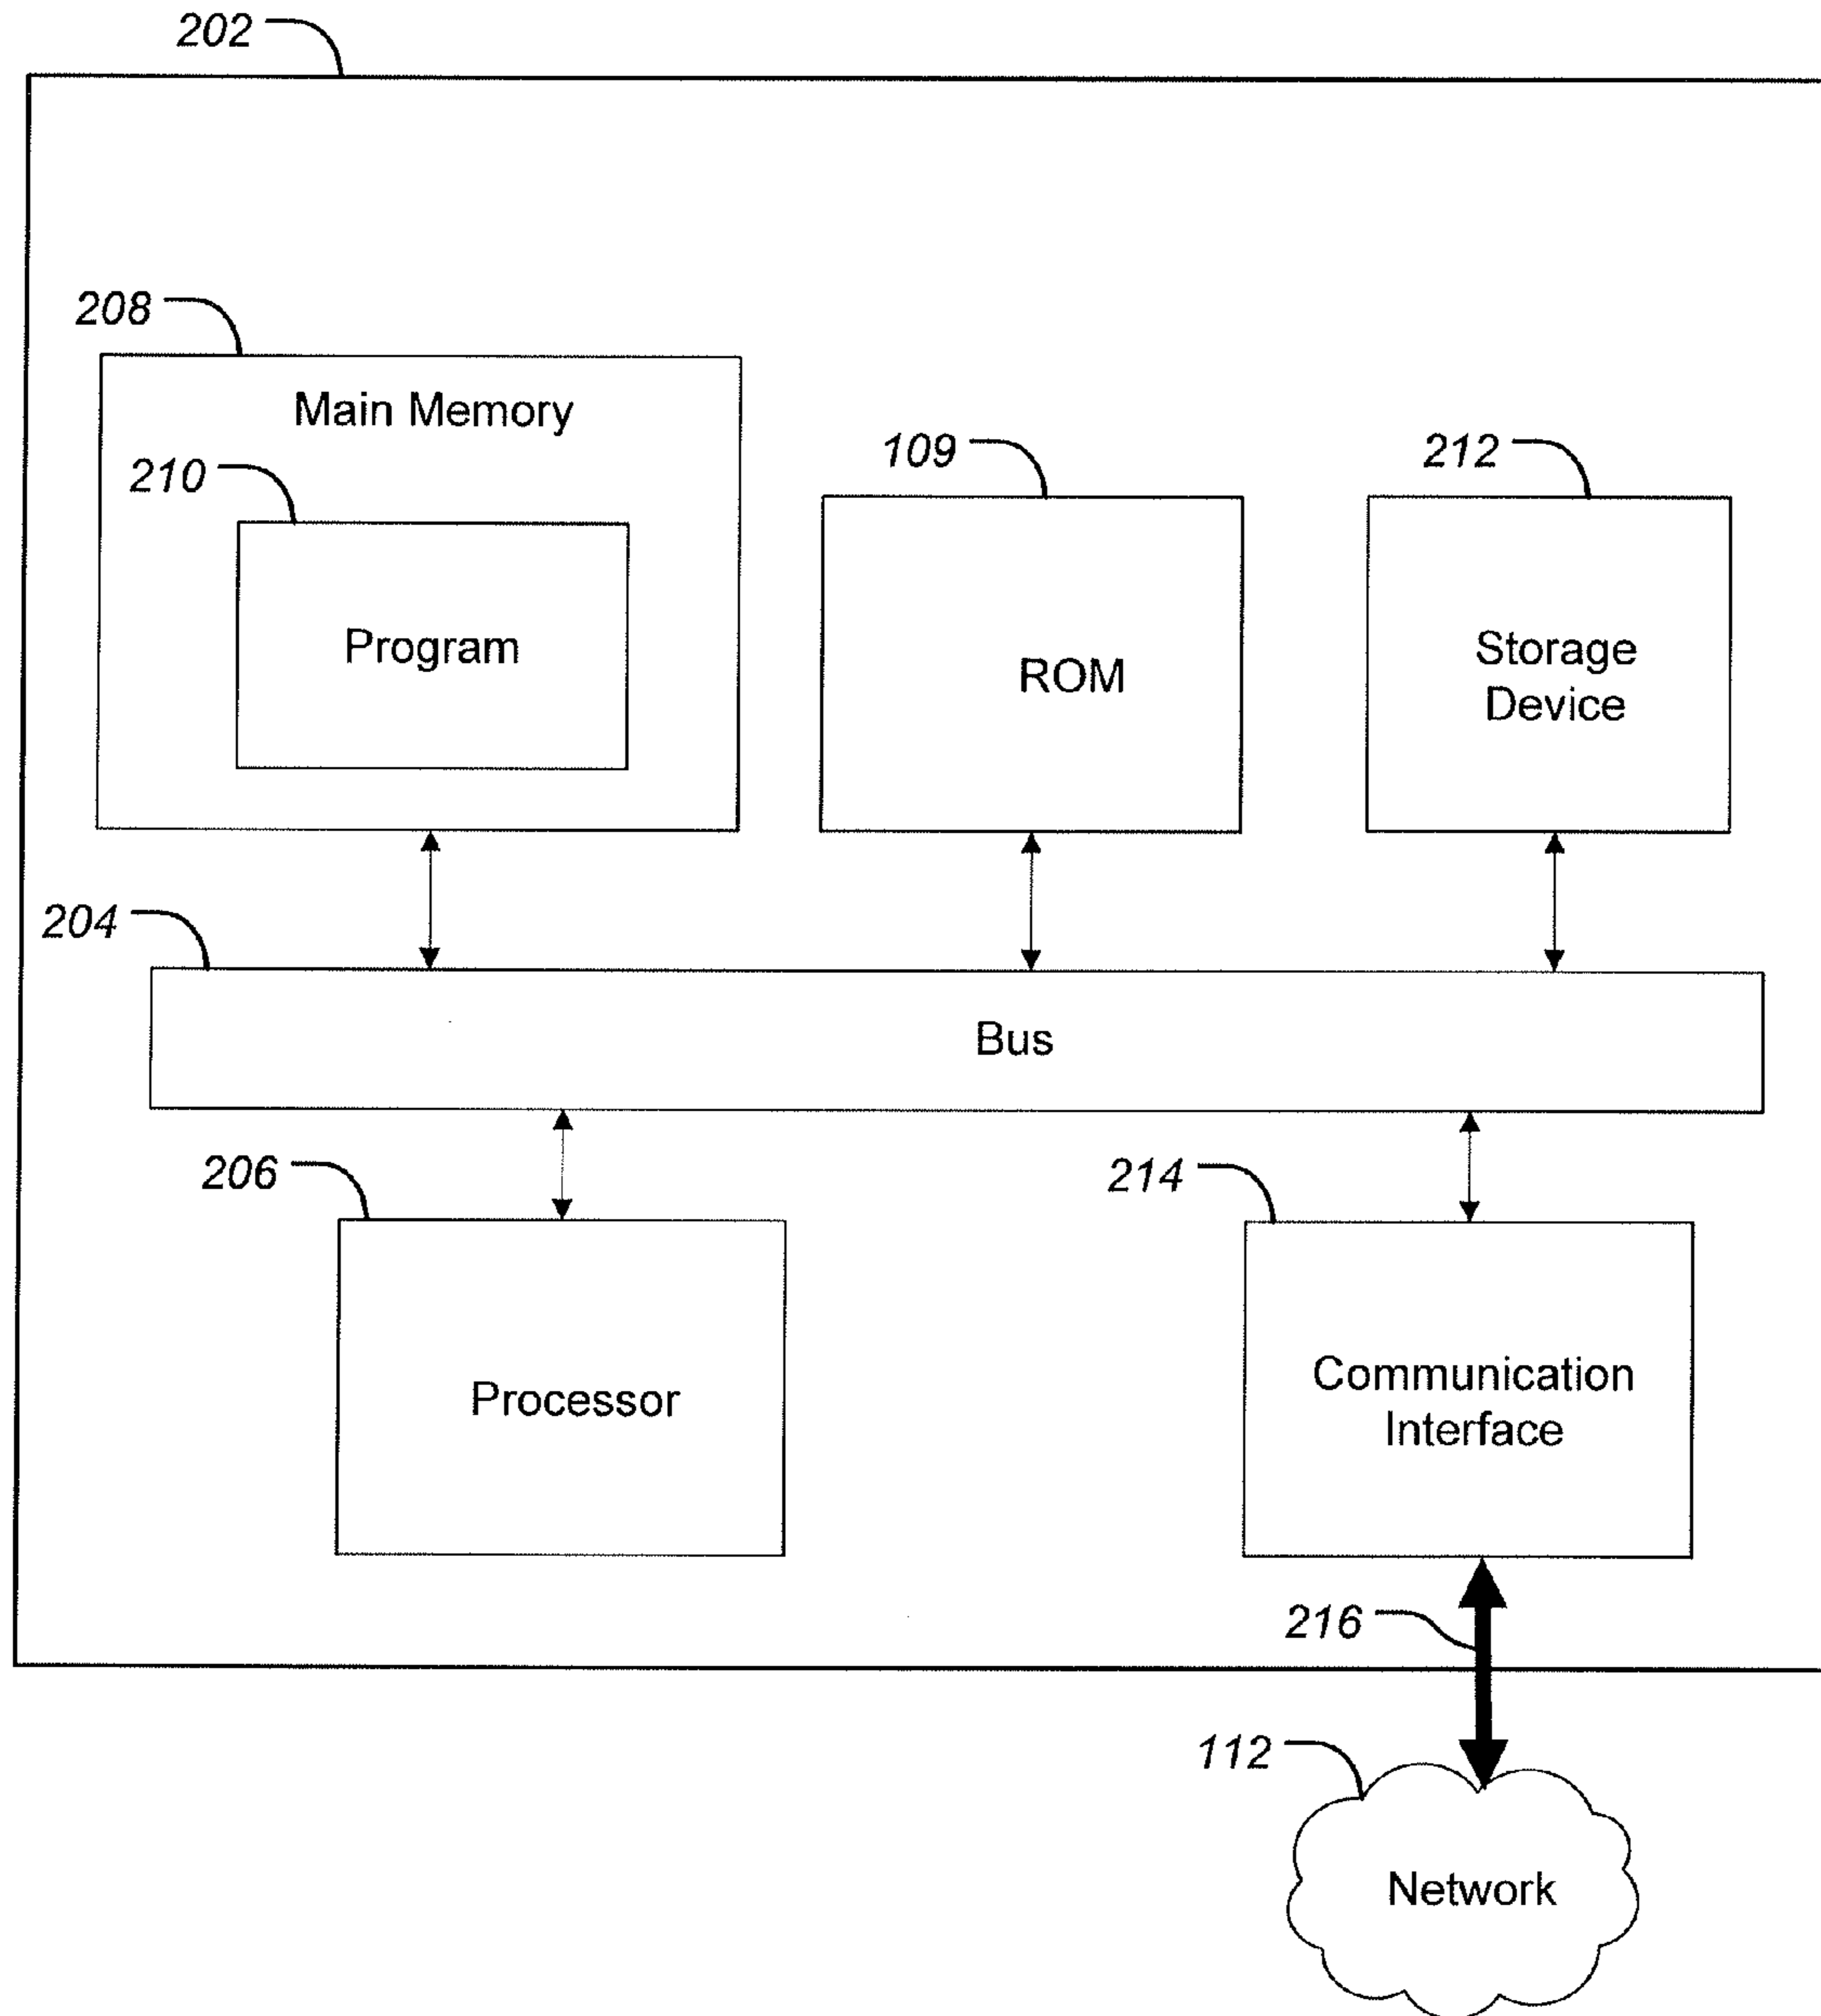 202
208
Main Memory
210
Program
109
ROM
212
Storage
Device
204
Bus
206
Processor
214
Communication
Interface
216
112
Network